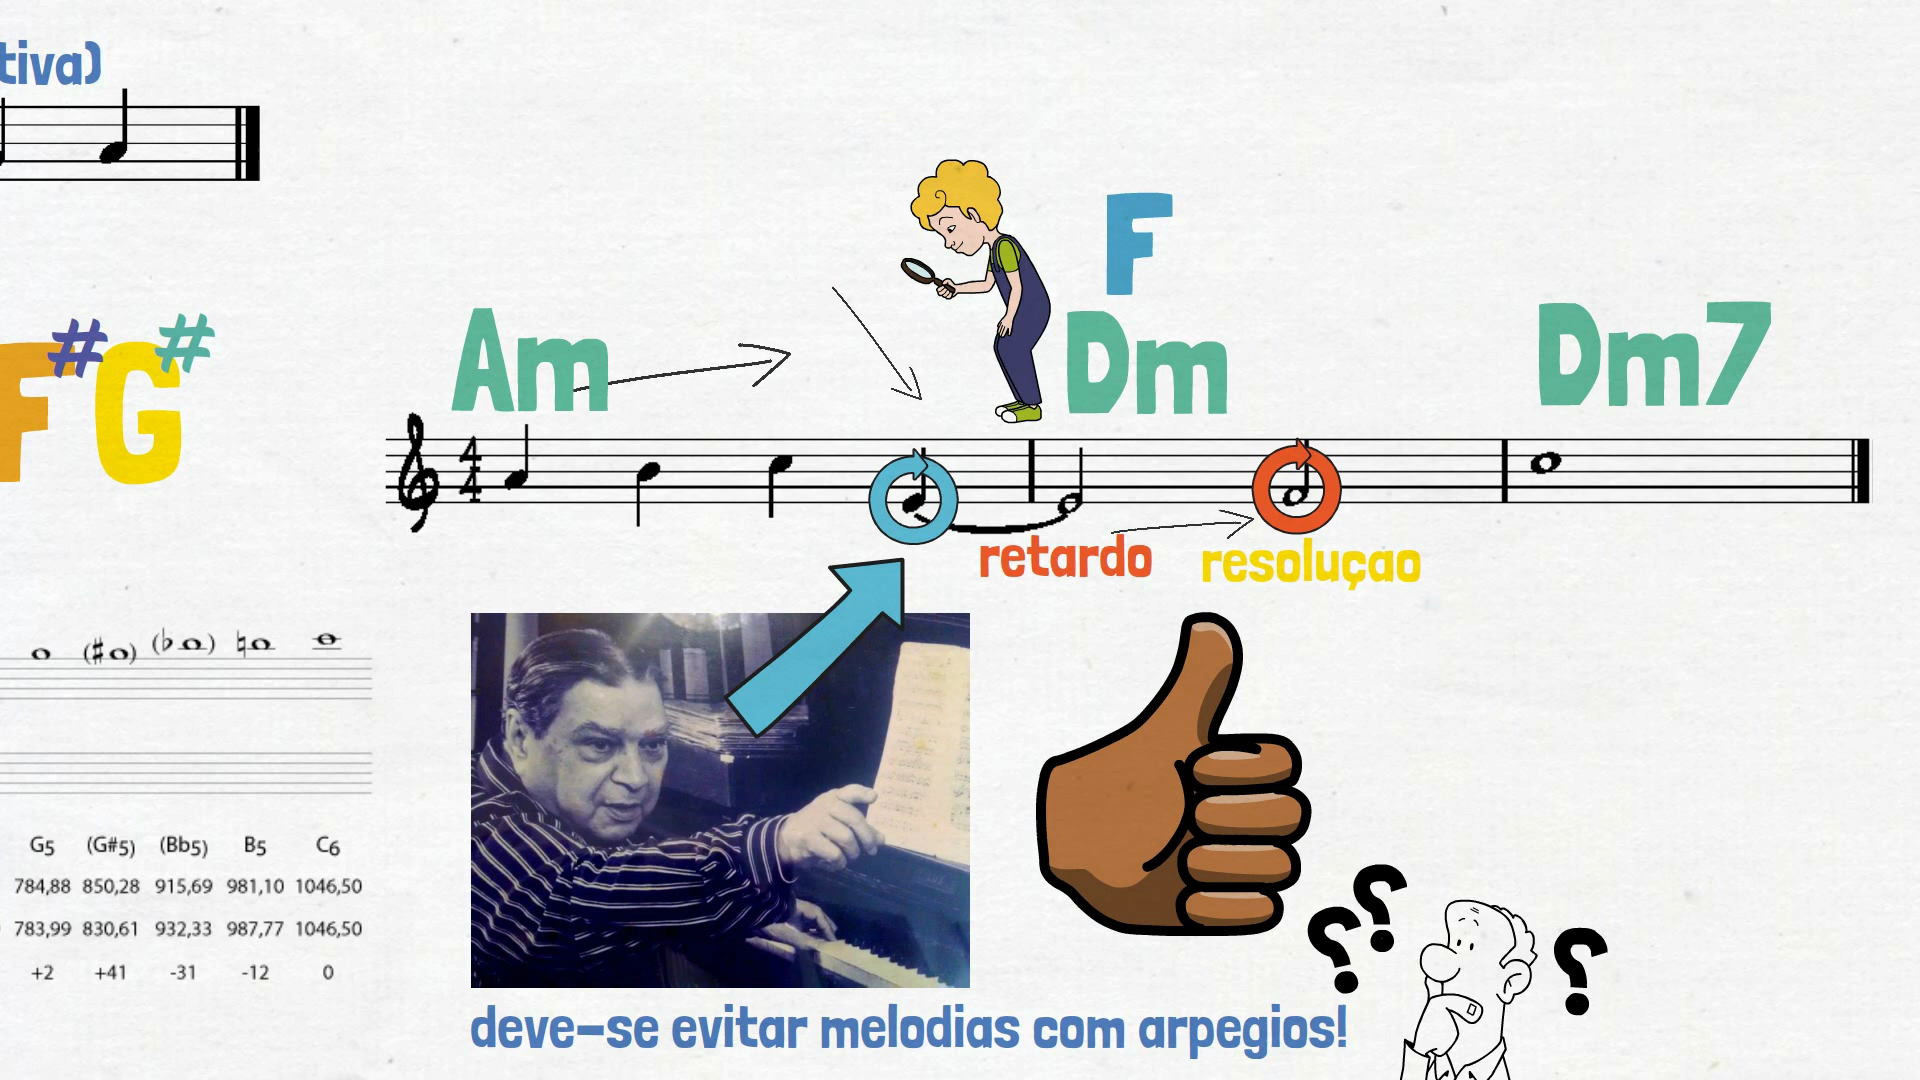 tiva)
F# G#
F
Am
Dm
Dm7
4
4
retardo
resoluçao
G5 (G#5) (Bb5) B5 C6
784,88 850,28 915,69 981,10 1046,50
783,99 830,61 932,33 987,77 1046,50
+2 +41 -31 -12 0
???
deve-se evitar melodias com arpegios!